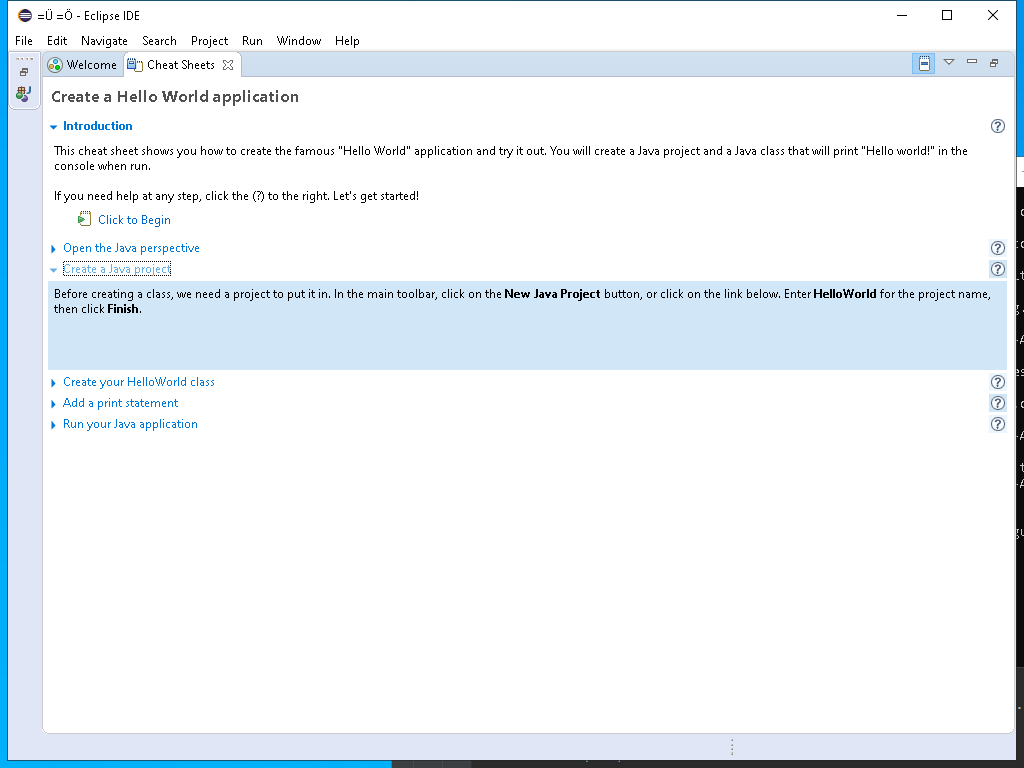 =Ü =Ö - Eclipse IDE
File Edit Navigate Search Project Run Window Help
Welcome Cheat Sheets
Create a Hello World application
Introduction
This cheat sheet shows you how to create the famous "Hello World" application and try it out. You will create a Java project and a Java class that will print "Hello world!" in the
console when run.
If you need help at any step, click the (?) to the right. Let's get started!
Click to Begin
Open the Java perspective
Create a Java project
Before creating a class, we need a project to put it in. In the main toolbar, click on the New Java Project button, or click on the link below. Enter HelloWorld for the project name,
then click Finish.
Create your HelloWorld class
Add a print statement
Run your Java application